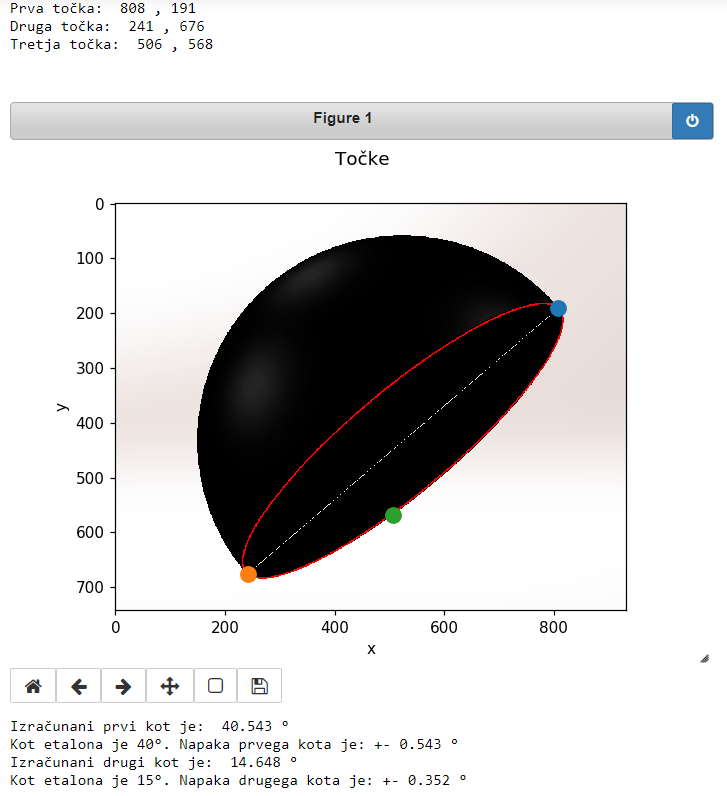 Prva točka:  808 , 191
Druga točka:  241 , 676
Tretja točka:  506 , 568
Figure 1
Točke
0
100
200
300
400
500
600
700
y
0
200
400
600
800
x
Izračunani prvi kot je:  40.543 °
Kot etalona je 40°. Napaka prvega kota je: +- 0.543 °
Izračunani drugi kot je:  14.648 °
Kot etalona je 15°. Napaka drugega kota je: +- 0.352 °